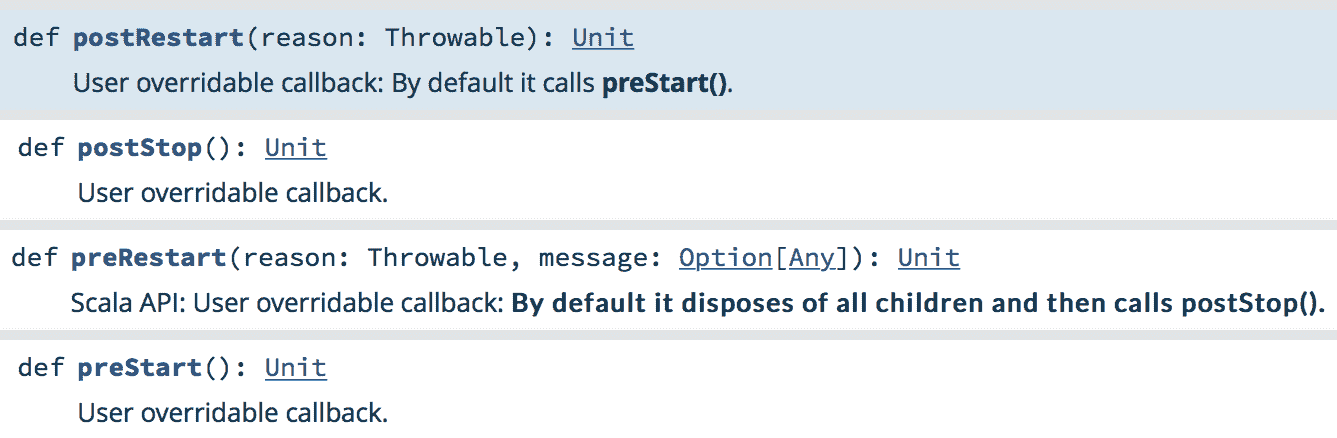 def postRestart(reason: Throwable): Unit
User overridable callback: By default it calls preStart().
def postStop(): Unit
User overridable callback.
def preRestart(reason: Throwable, message: Option[Any]): Unit
Scala API: User overridable callback: By default it disposes of all children and then calls postStop().
def preStart(): Unit
User overridable callback.